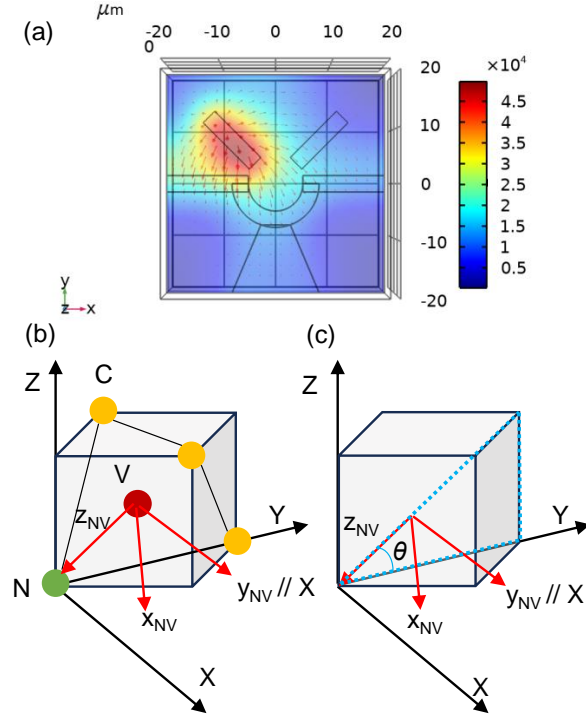 μm
(a)
-20 -10 0 10 20
0
×10⁴
20
10
0
-10
-20
4.5
4
3.5
3
2.5
2
1.5
1
0.5
y
z x
(b)
(c)
Z
C
V
z_NV
Y
N
x_NV
y_NV // X
X
Z
z_NV
Y
θ
x_NV
y_NV // X
X